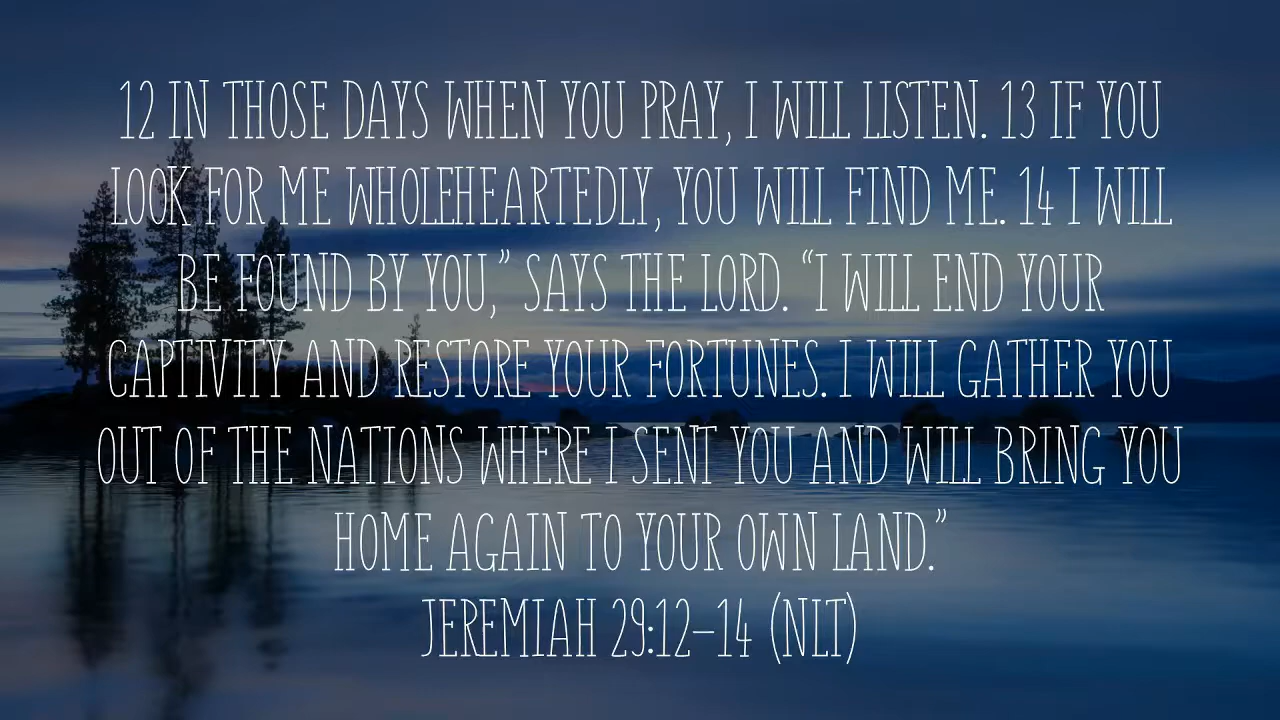 12 IN THOSE DAYS WHEN YOU PRAY, I WILL LISTEN. 13 IF YOU
LOOK FOR ME WHOLEHEARTEDLY, YOU WILL FIND ME. 14 I WILL
BE FOUND BY YOU,” SAYS THE LORD. “I WILL END YOUR
CAPTIVITY AND RESTORE YOUR FORTUNES. I WILL GATHER YOU
OUT OF THE NATIONS WHERE I SENT YOU AND WILL BRING YOU
HOME AGAIN TO YOUR OWN LAND.”
JEREMIAH 29:12–14 (NLT)